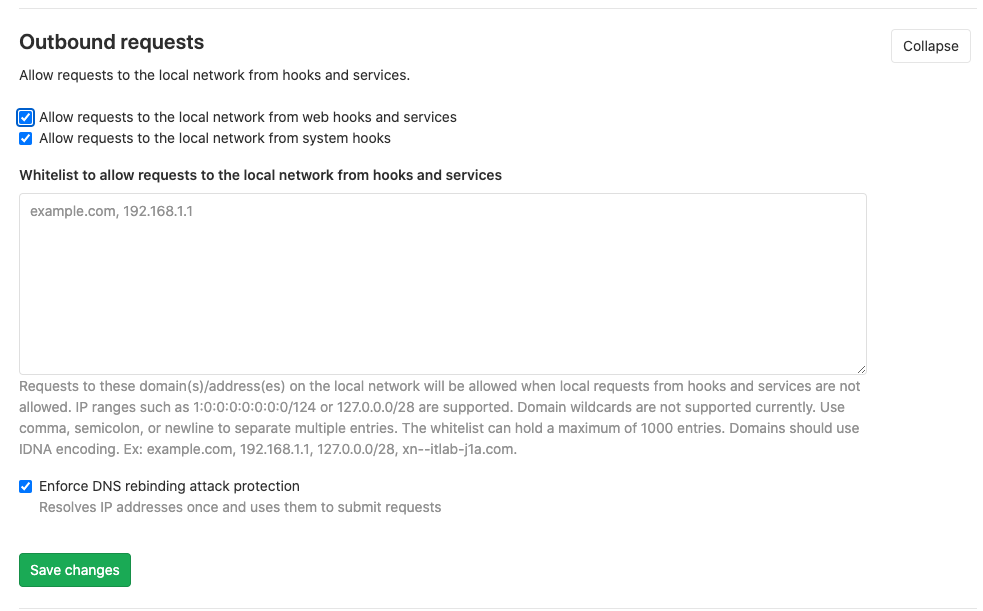 Outbound requests
Collapse
Allow requests to the local network from hooks and services.
Allow requests to the local network from web hooks and services
Allow requests to the local network from system hooks
Whitelist to allow requests to the local network from hooks and services
example.com, 192.168.1.1
Requests to these domain(s)/address(es) on the local network will be allowed when local requests from hooks and services are not
allowed. IP ranges such as 1:0:0:0:0:0:0:0/124 or 127.0.0.0/28 are supported. Domain wildcards are not supported currently. Use
comma, semicolon, or newline to separate multiple entries. The whitelist can hold a maximum of 1000 entries. Domains should use
IDNA encoding. Ex: example.com, 192.168.1.1, 127.0.0.0/28, xn--itlab-j1a.com.
Enforce DNS rebinding attack protection
Resolves IP addresses once and uses them to submit requests
Save changes